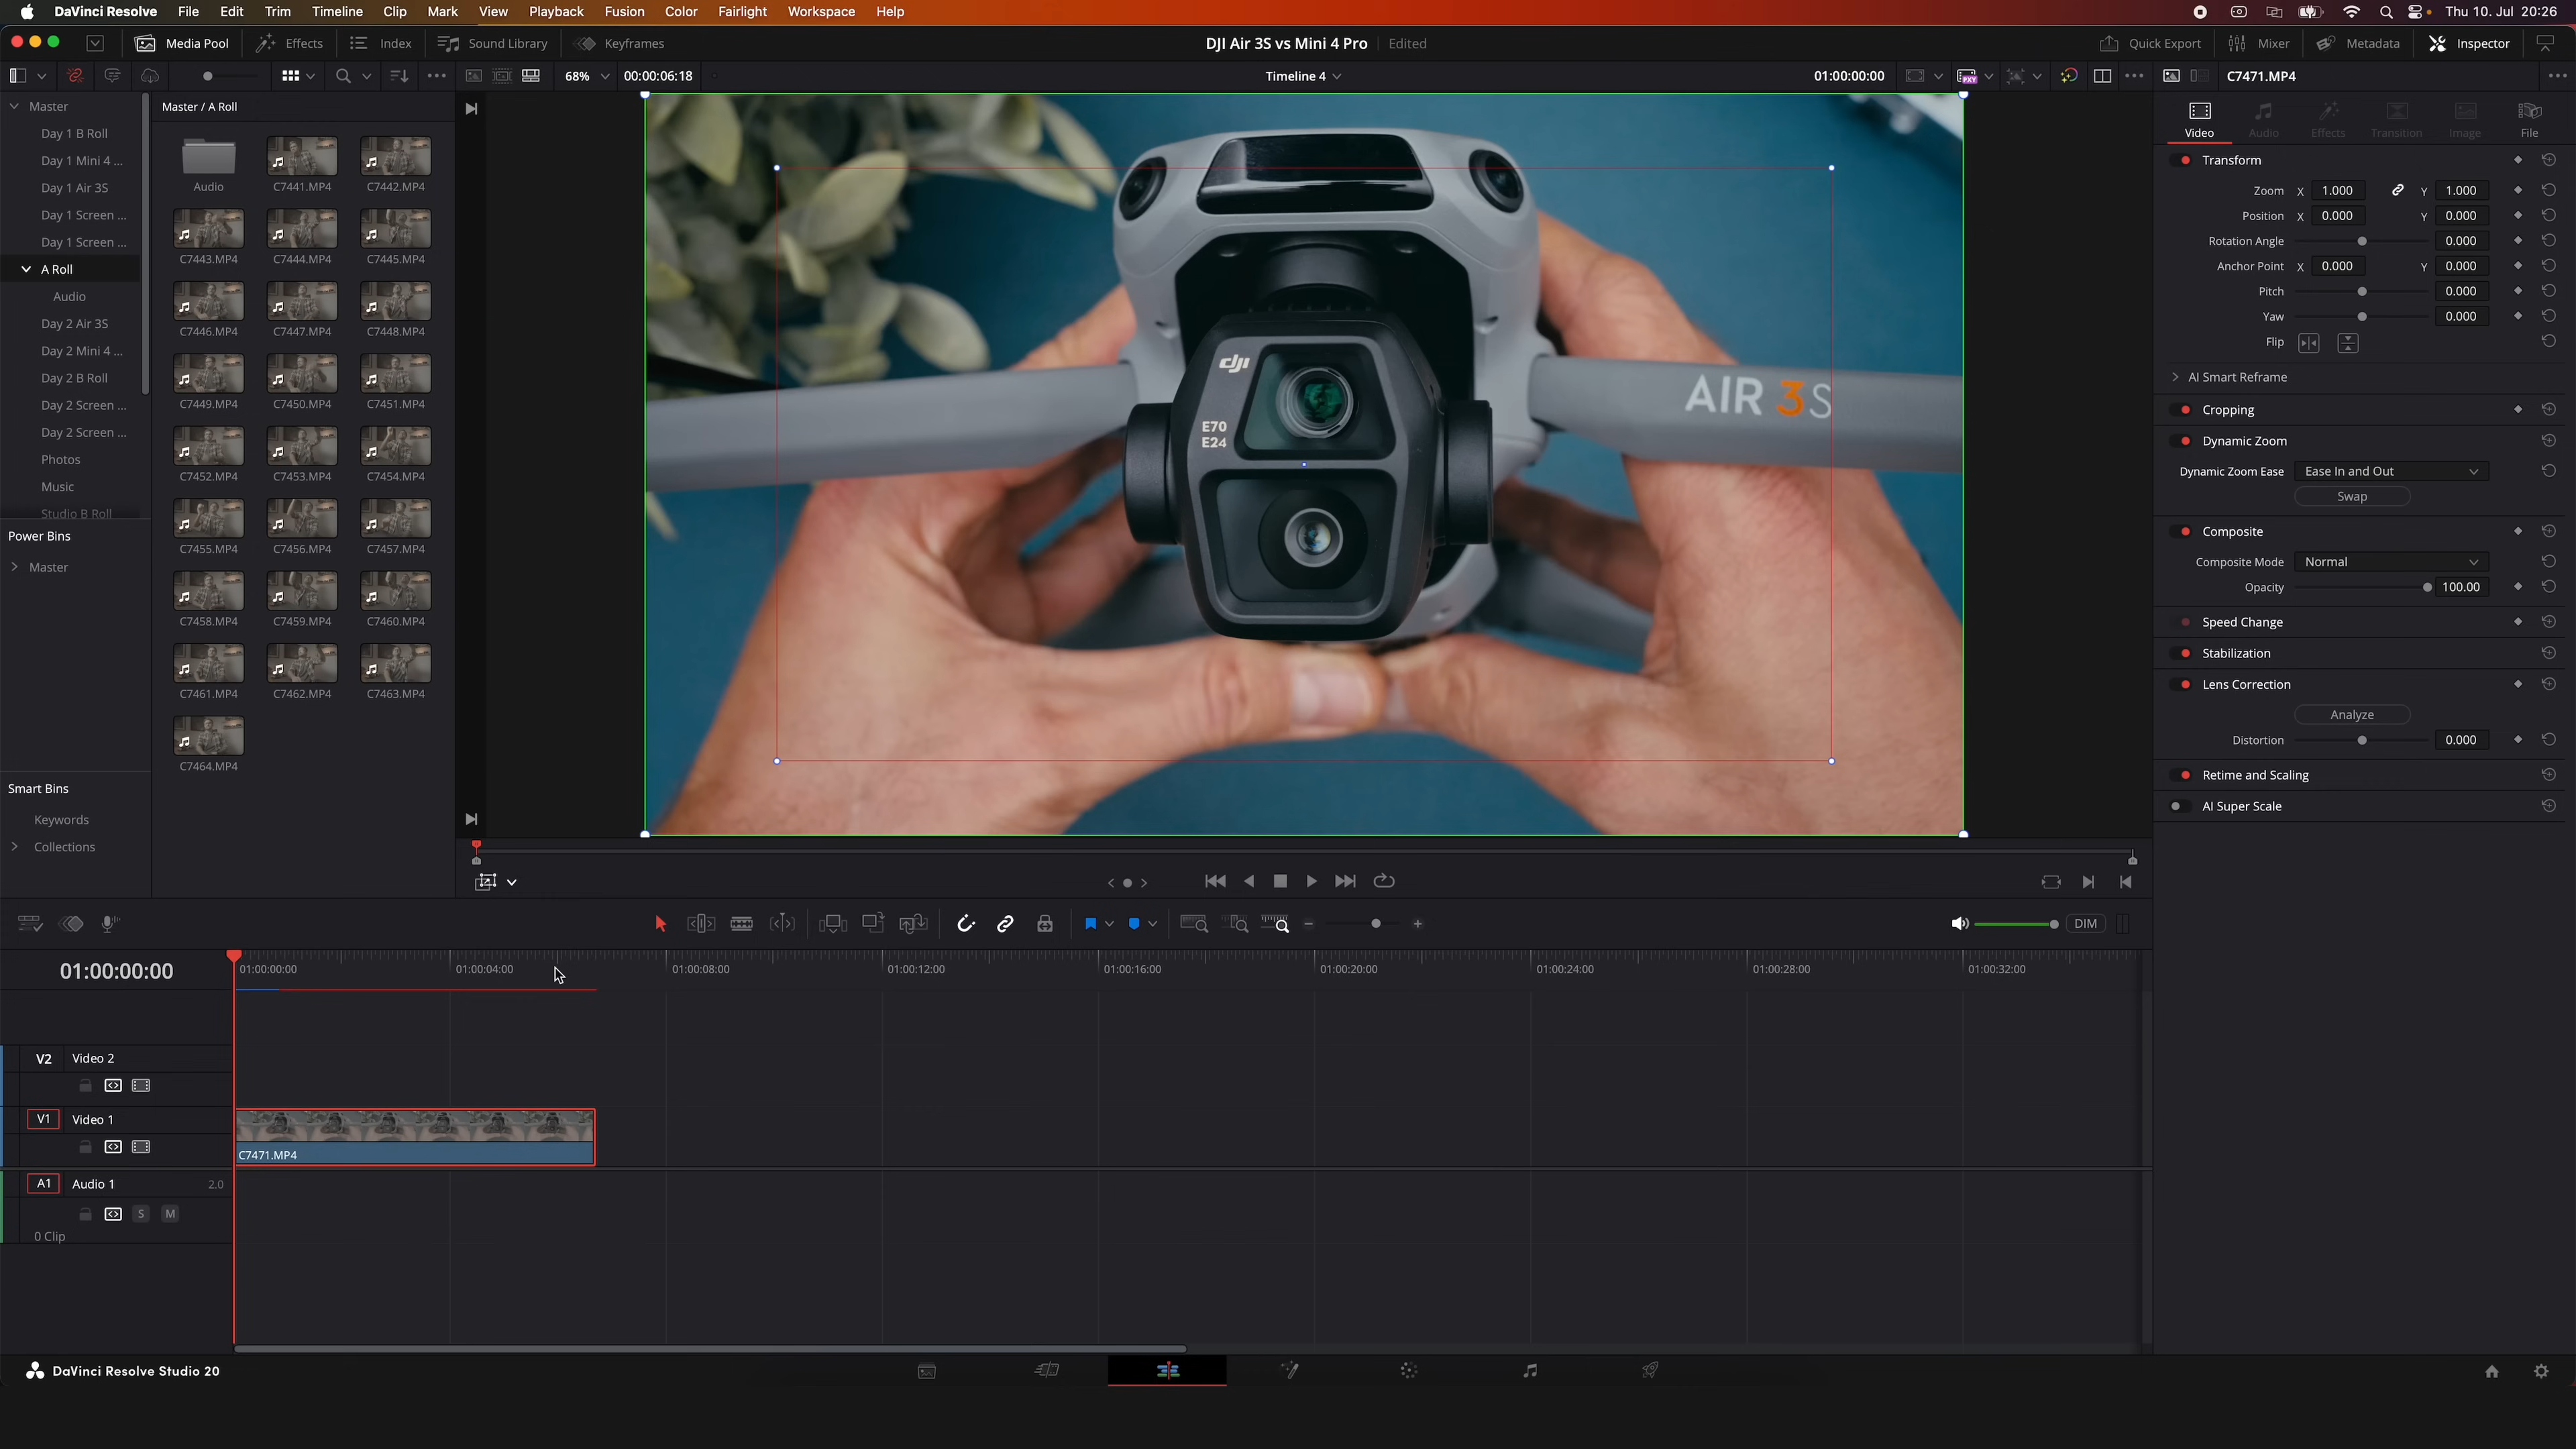 DaVinci Resolve File Edit Trim Timeline Clip Mark View Playback Fusion Color Fairlight Workspace Help Thu 10. Jul 20:26
Media Pool Effects Index Sound Library Keyframes DJI Air 3S vs Mini 4 Pro Edited Quick Export Mixer Metadata Inspector
68% 00:00:06:18 Timeline 4 01:00:00:00 PXY C7471.MP4
Master
Day 1 B Roll
Day 1 Mini 4 ...
Day 1 Air 3S
Day 1 Screen ...
Day 1 Screen ...
A Roll
Audio
Day 2 Air 3S
Day 2 Mini 4 ...
Day 2 B Roll
Day 2 Screen ...
Day 2 Screen ...
Photos
Music
Studio B Roll
Power Bins
Master
Smart Bins
Keywords
Collections
Master / A Roll
Audio C7441.MP4 C7442.MP4
C7443.MP4 C7444.MP4 C7445.MP4
C7446.MP4 C7447.MP4 C7448.MP4
C7449.MP4 C7450.MP4 C7451.MP4
C7452.MP4 C7453.MP4 C7454.MP4
C7455.MP4 C7456.MP4 C7457.MP4
C7458.MP4 C7459.MP4 C7460.MP4
C7461.MP4 C7462.MP4 C7463.MP4
C7464.MP4
dji
E70
E24
AIR 3S
Video Audio Effects Transition Image File
Transform
Zoom X 1.000 Y 1.000
Position X 0.000 Y 0.000
Rotation Angle 0.000
Anchor Point X 0.000 Y 0.000
Pitch 0.000
Yaw 0.000
Flip
AI Smart Reframe
Cropping
Dynamic Zoom
Dynamic Zoom Ease Ease In and Out
Swap
Composite
Composite Mode Normal
Opacity 100.00
Speed Change
Stabilization
Lens Correction
Analyze
Distortion 0.000
Retime and Scaling
AI Super Scale
DIM
01:00:00:00 01:00:00:00 01:00:04:00 01:00:08:00 01:00:12:00 01:00:16:00 01:00:20:00 01:00:24:00 01:00:28:00 01:00:32:00
V2 Video 2
V1 Video 1
C7471.MP4
A1 Audio 1 2.0
S M
0 Clip
DaVinci Resolve Studio 20